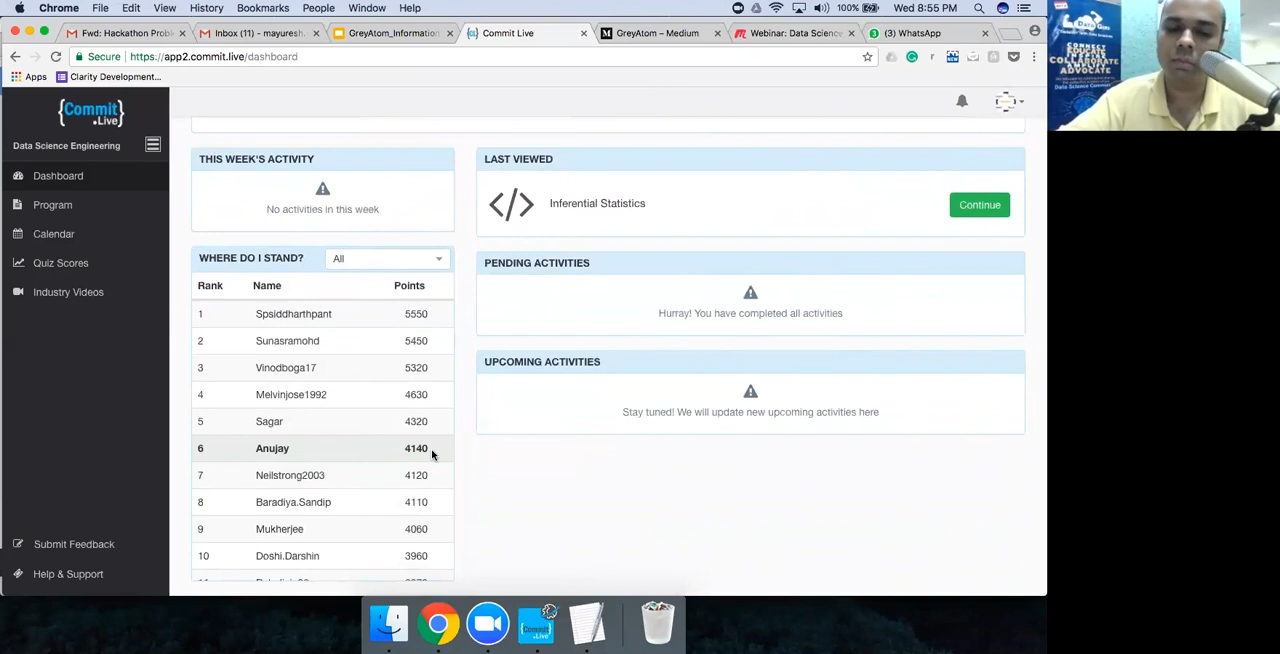 Chrome File Edit View History Bookmarks People Window Help 100% Wed 8:55 PM
Fwd: Hackathon Prob Inbox (11) - mayuresh. GreyAtom_Information Commit Live GreyAtom – Medium Webinar: Data Science (3) WhatsApp
Secure https://app2.commit.live/dashboard
Apps Clarity Development...
{Commit
.Live}
Data Science Engineering
Dashboard
Program
Calendar
Quiz Scores
Industry Videos
Submit Feedback
Help & Support
THIS WEEK'S ACTIVITY
No activities in this week
WHERE DO I STAND? All
Rank Name Points
1 Spsiddharthpant 5550
2 Sunasramohd 5450
3 Vinodboga17 5320
4 Melvinjose1992 4630
5 Sagar 4320
6 Anujay 4140
7 Neilstrong2003 4120
8 Baradiya.Sandip 4110
9 Mukherjee 4060
10 Doshi.Darshin 3960
LAST VIEWED
</> Inferential Statistics Continue
PENDING ACTIVITIES
Hurray! You have completed all activities
UPCOMING ACTIVITIES
Stay tuned! We will update new upcoming activities here
CONNECT
EDUCATE
INSPIRE
COLLABORATE
AMPLIFY
ADVOCATE